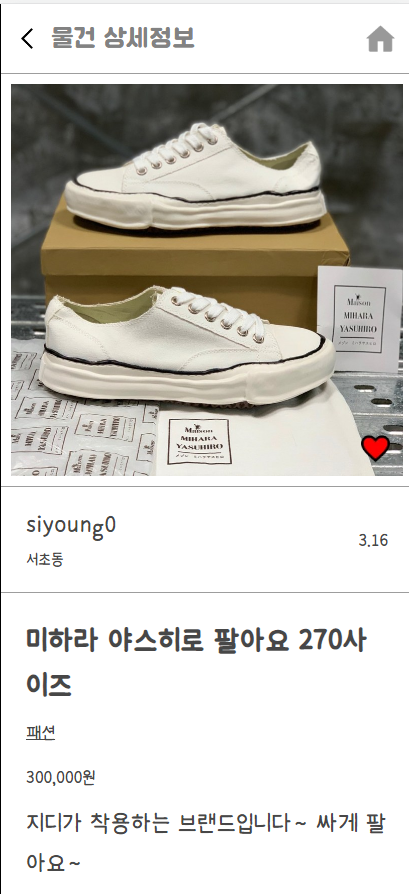 물건 상세정보
Maison
MIHARA
YASUHIRO
Maison
MIHARA
YASUHIRO
siyoung0
서초동
3.16
미하라 야스히로 팔아요 270사
이즈
패션
300,000원
지디가 착용하는 브랜드입니다~ 싸게 팔
아요~